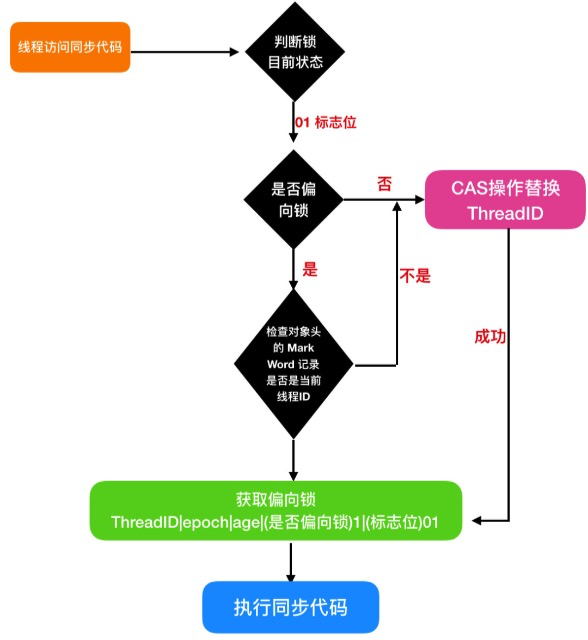 线程访问同步代码
判断锁
目前状态
01 标志位
是否偏
向锁
否
CAS操作替换
ThreadID
是
不是
检查对象头
的 Mark
Word 记录
是否是当前
线程ID
成功
获取偏向锁
ThreadID|epoch|age|(是否偏向锁)1|(标志位)01
执行同步代码